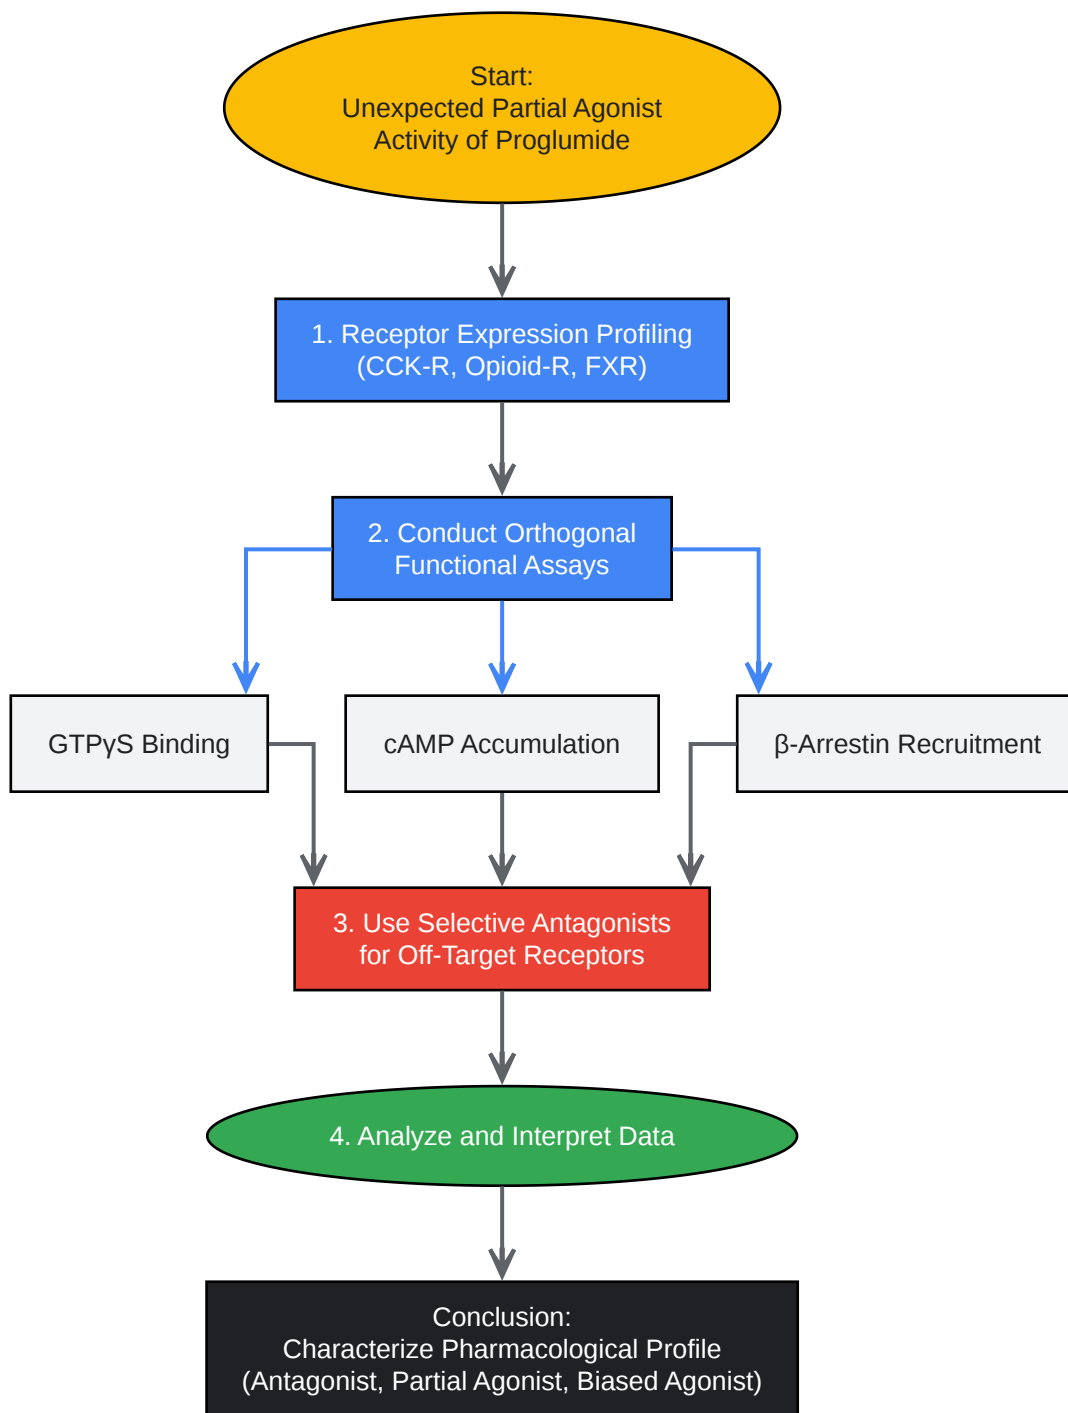 Start:
Unexpected Partial Agonist
Activity of Proglumide
1. Receptor Expression Profiling
(CCK-R, Opioid-R, FXR)
2. Conduct Orthogonal
Functional Assays
GTPγS Binding
cAMP Accumulation
β-Arrestin Recruitment
3. Use Selective Antagonists
for Off-Target Receptors
4. Analyze and Interpret Data
Conclusion:
Characterize Pharmacological Profile
(Antagonist, Partial Agonist, Biased Agonist)